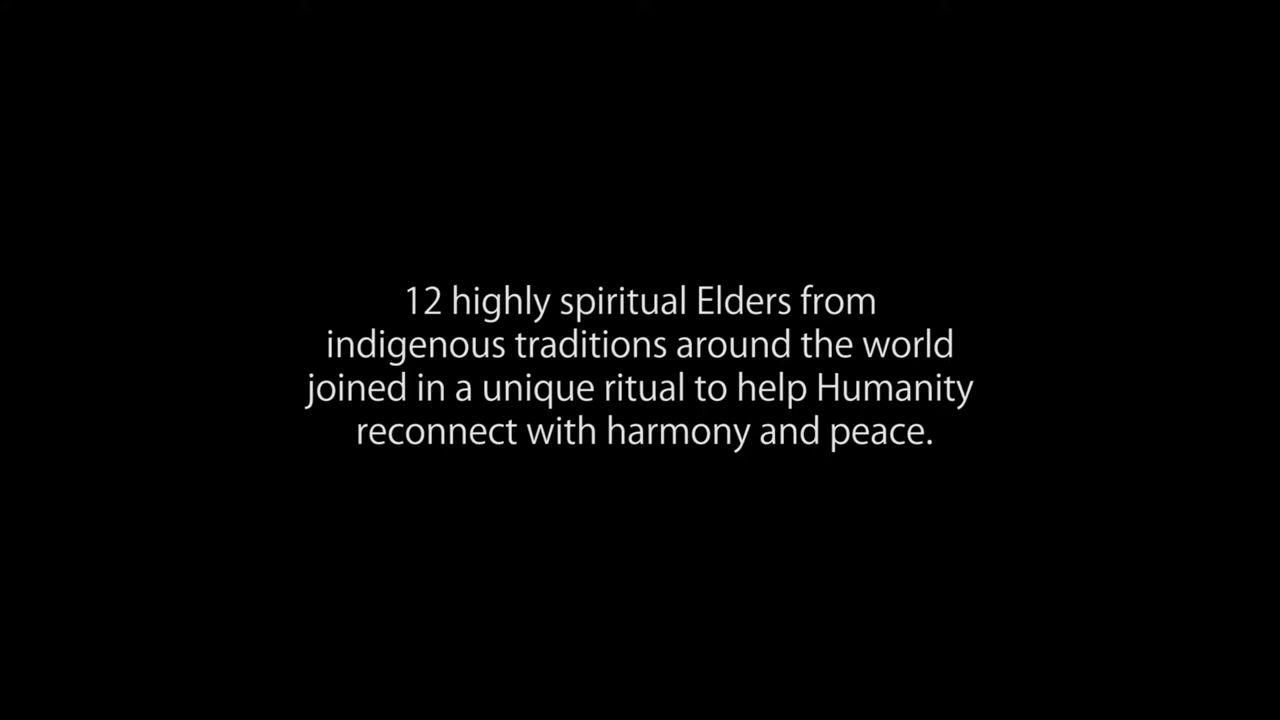 12 highly spiritual Elders from
indigenous traditions around the world
joined in a unique ritual to help Humanity
reconnect with harmony and peace.